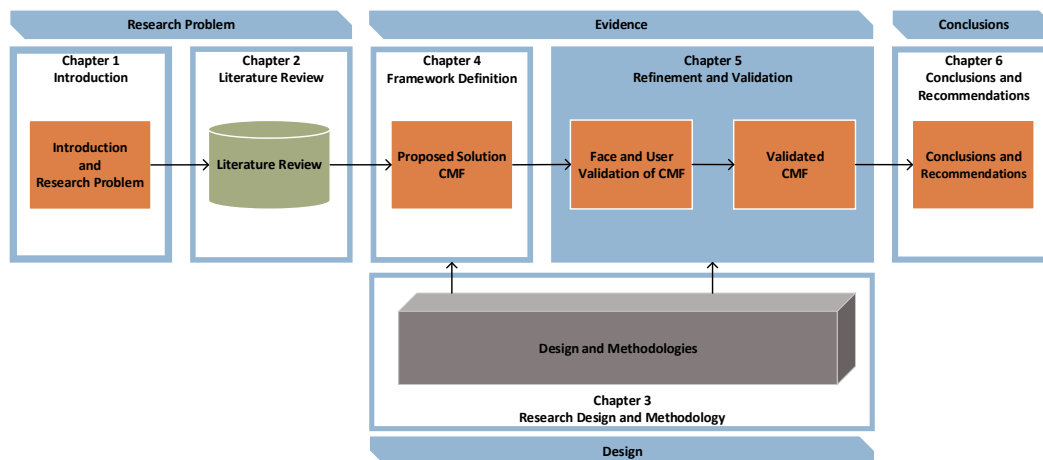 Research Problem
Evidence
Conclusions
Chapter 1
Introduction
Chapter 2
Literature Review
Chapter 4
Framework Definition
Chapter 5
Refinement and Validation
Chapter 6
Conclusions and
Recommendations
Introduction
and
Research Problem
Literature Review
Proposed Solution
CMF
Face and User
Validation of CMF
Validated
CMF
Conclusions and
Recommendations
Design and Methodologies
Chapter 3
Research Design and Methodology
Design